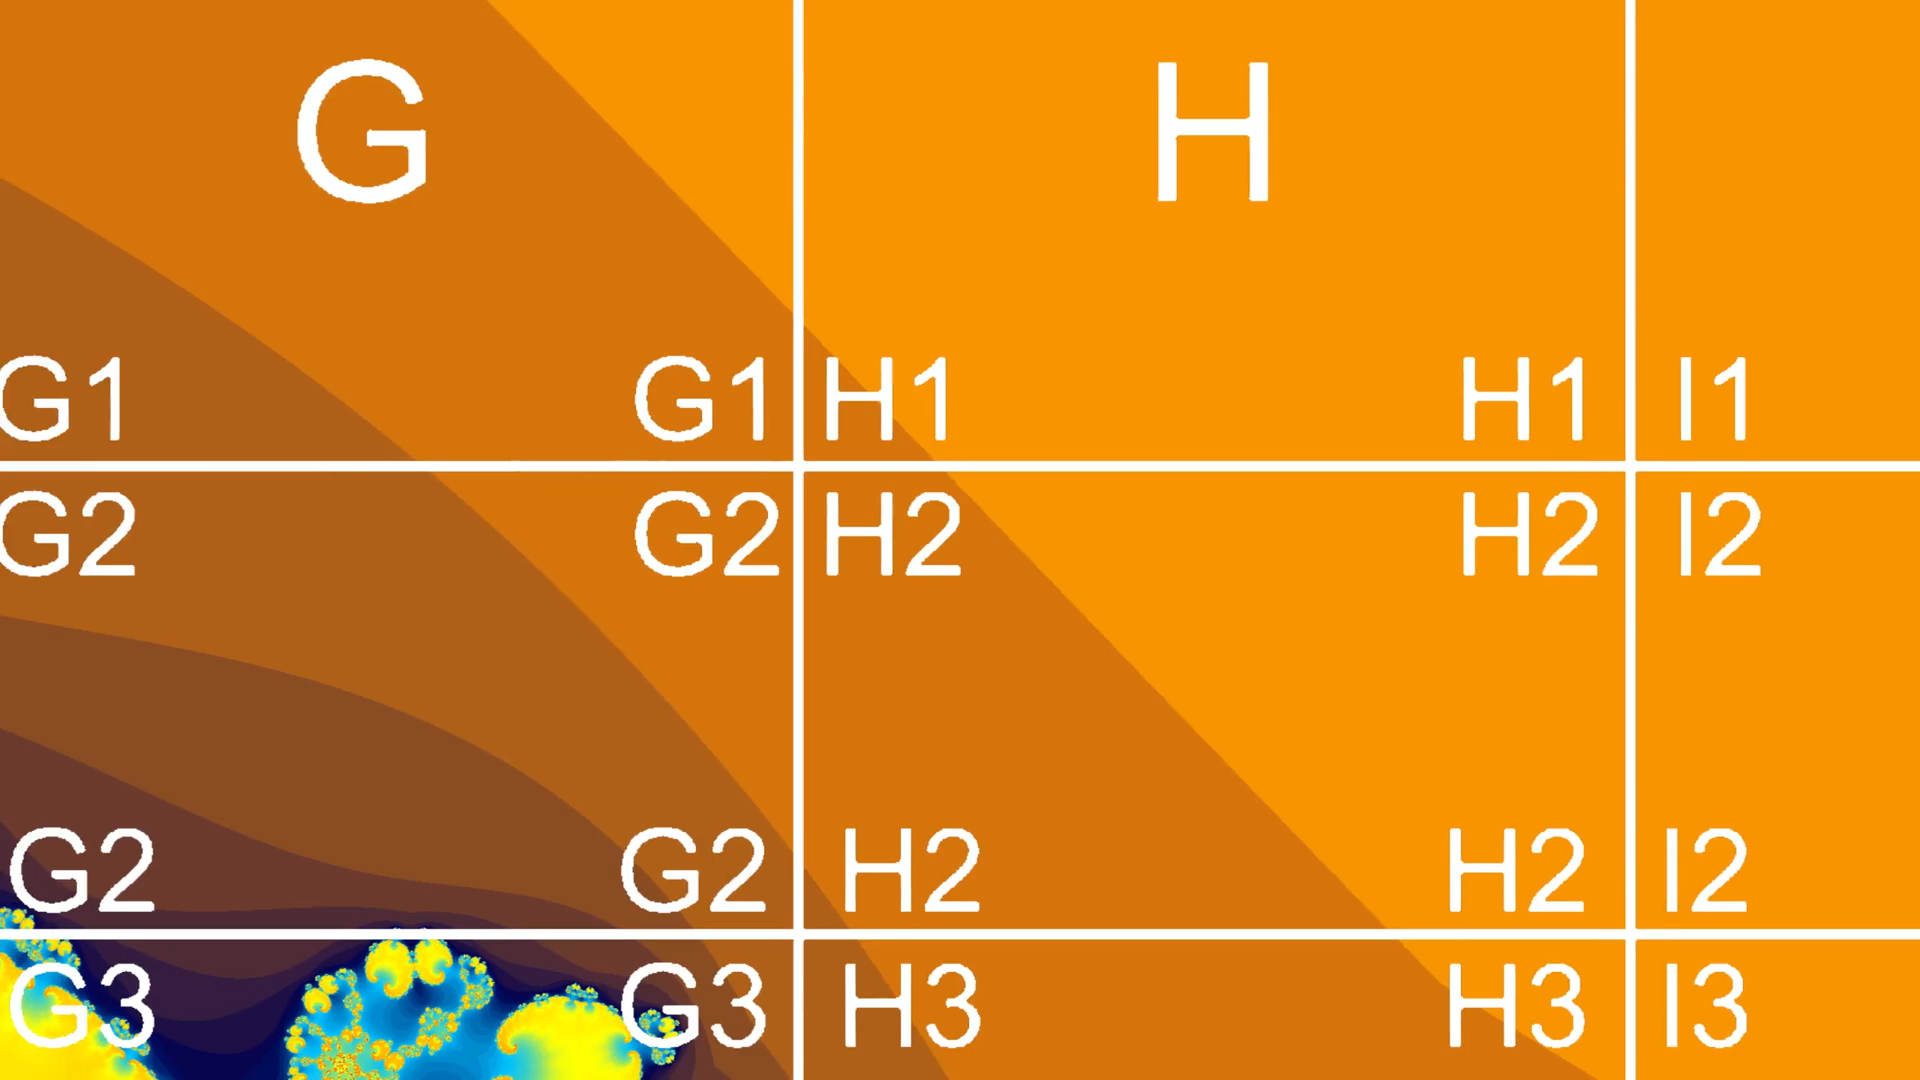 G H
G1 G1 H1 H1 I1
G2 G2 H2 H2 I2
G2 G2 H2 H2 I2
G3 G3 H3 H3 I3